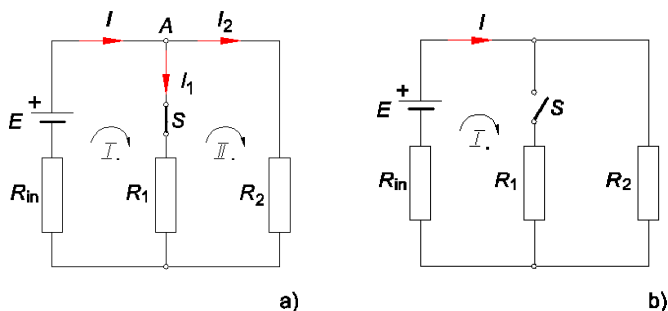 I A I₂ I
I₁
+ E S + E S
I. II. I.
Rin R₁ R₂ Rin R₁ R₂
a) b)